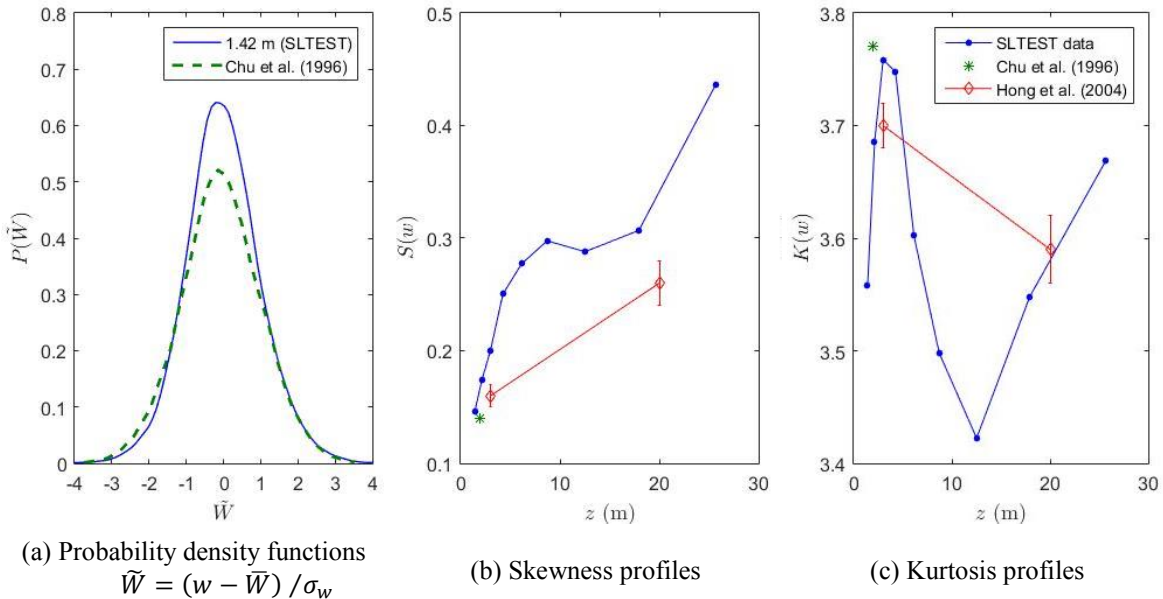 0.8
0.7
0.6
0.5
0.4
0.3
0.2
0.1
0
P(W̃)
1.42 m (SLTEST)
Chu et al. (1996)
-4 -3 -2 -1 0 1 2 3 4
W̃
(a) Probability density functions
W̃ = (w − W̅) /σw
0.5
0.4
0.3
0.2
0.1
S(w)
0 10 20 30
z (m)
(b) Skewness profiles
3.8
3.7
3.6
3.5
3.4
K(w)
SLTEST data
Chu et al. (1996)
Hong et al. (2004)
0 10 20 30
z (m)
(c) Kurtosis profiles